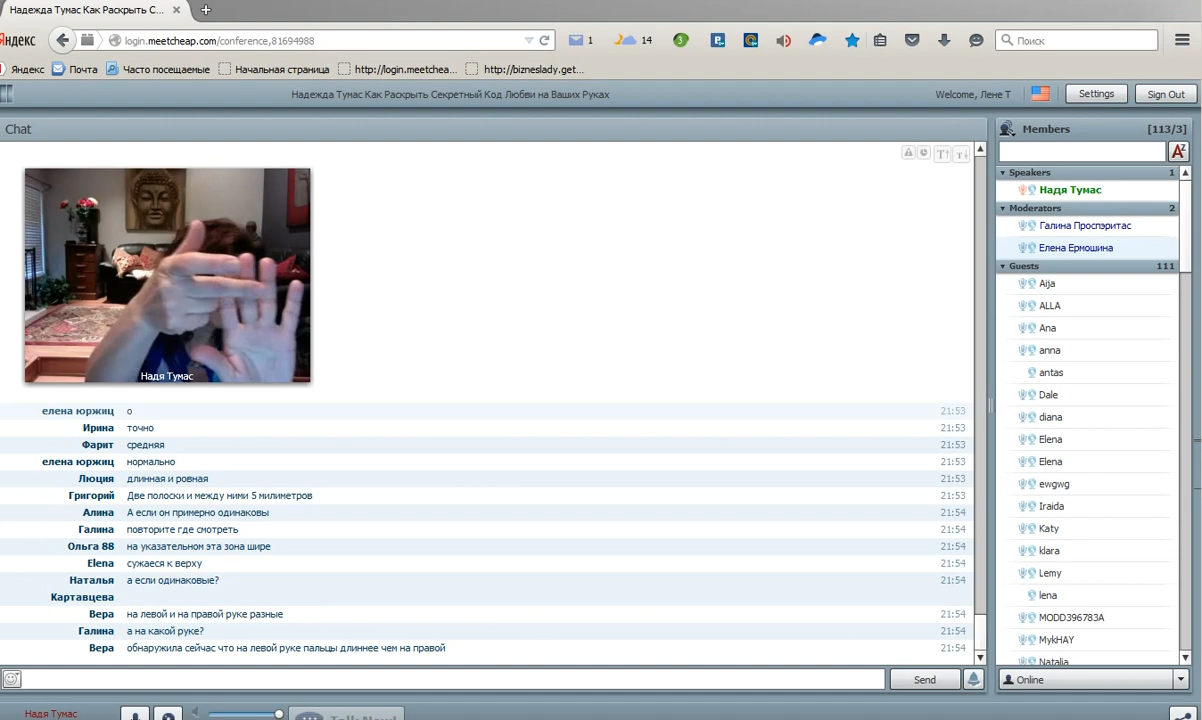 Надежда Тумас Как Раскрыть С...
Яндекс
login.meetcheap.com/conference,81694988
1
14
3
Поиск
Яндекс
Почта
Часто посещаемые
Начальная страница
http://login.meetchea...
http://bizneslady.get...
Надежда Тумас Как Раскрыть Секретный Код Любви на Ваших Руках
Welcome, Лене Т
Settings
Sign Out
Chat
Надя Тумас
елена юржиц о 21:53
Ирина точно 21:53
Фарит средняя 21:53
елена юржиц нормально 21:53
Люция длинная и ровная 21:53
Григорий Две полоски и между ними 5 милиметров 21:53
Алина А если он примерно одинаковы 21:54
Галина повторите где смотреть 21:54
Ольга 88 на указательном эта зона шире 21:54
Elena сужаеся к верху 21:54
Наталья а если одинаковые? 21:54
Картавцева
Вера на левой и на правой руке разные 21:54
Галина а на какой руке? 21:54
Вера обнаружила сейчас что на левой руке пальцы длиннее чем на правой 21:54
Send
Надя Тумас
Talk Now!
Members [113/3]
Speakers 1
Надя Тумас
Moderators 2
Галина Проспэритас
Елена Ермошина
Guests 111
Aija
ALLA
Ana
anna
antas
Dale
diana
Elena
Elena
ewgwg
Iraida
Katy
klara
Lemy
lena
MODD396783A
MykHAY
Natalia
Online